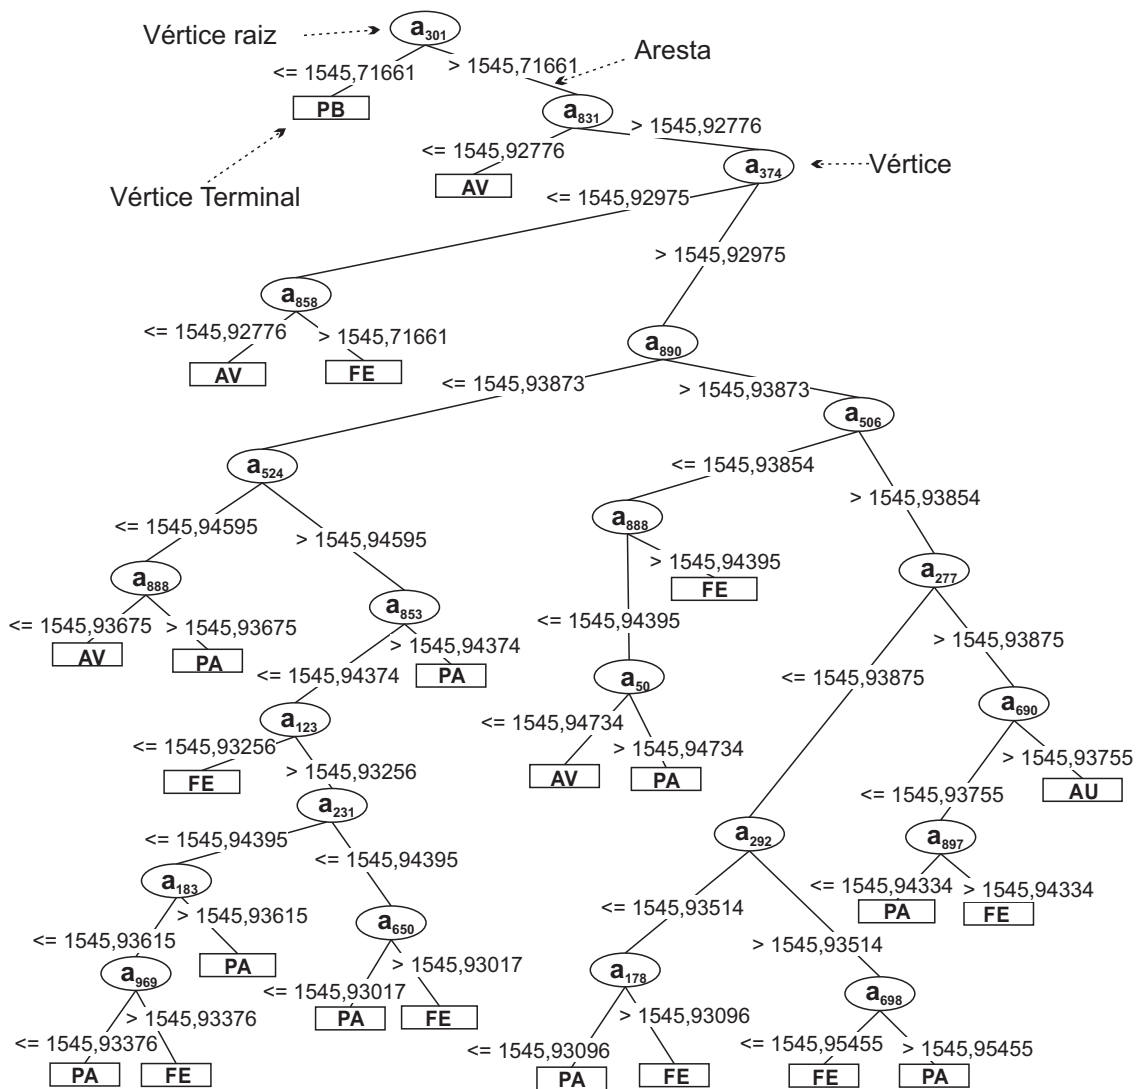 a301
Vértice raiz
Aresta
<= 1545,71661
> 1545,71661
PB
a831
<= 1545,92776
> 1545,92776
Vértice Terminal
AV
a374
Vértice
<= 1545,92975
> 1545,92975
a858
<= 1545,92776
> 1545,71661
AV
FE
a890
<= 1545,93873
> 1545,93873
a506
a524
<= 1545,93854
> 1545,93854
<= 1545,94595
> 1545,94595
a888
> 1545,94395
FE
a277
a888
a853
<= 1545,93675
> 1545,93675
AV
PA
<= 1545,94374
> 1545,94374
PA
<= 1545,94395
a50
<= 1545,93875
> 1545,93875
a690
a123
<= 1545,93256
> 1545,93256
FE
<= 1545,94734
> 1545,94734
AV
PA
<= 1545,93755
> 1545,93755
AU
a231
<= 1545,94395
<= 1545,94395
a292
a897
a183
<= 1545,94334
> 1545,94334
PA
FE
<= 1545,93615
> 1545,93615
PA
a650
<= 1545,93514
> 1545,93514
a969
<= 1545,93017
> 1545,93017
PA
FE
a178
a698
<= 1545,93376
> 1545,93376
PA
FE
<= 1545,93096
> 1545,93096
PA
FE
<= 1545,95455
> 1545,95455
FE
PA